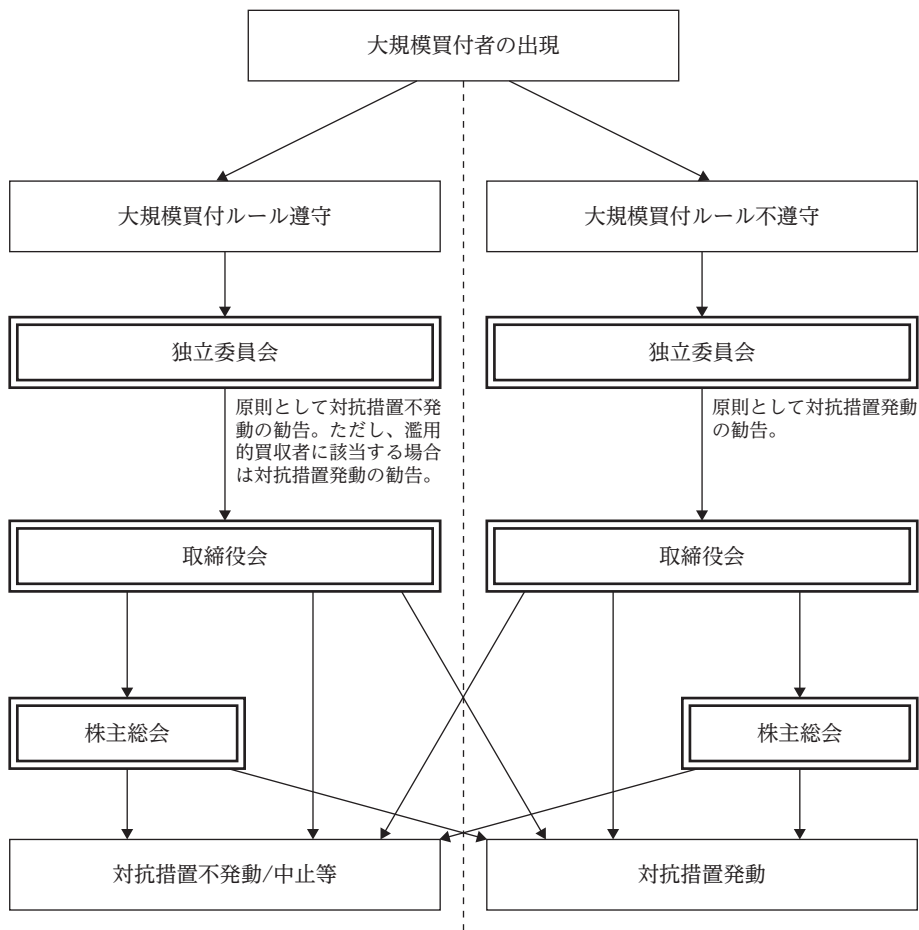 大規模買付者の出現
大規模買付ルール遵守
大規模買付ルール不遵守
独立委員会
独立委員会
原則として対抗措置不発
動の勧告。ただし、濫用
的買収者に該当する場合
は対抗措置発動の勧告。
原則として対抗措置発動
の勧告。
取締役会
取締役会
株主総会
株主総会
対抗措置不発動/中止等
対抗措置発動